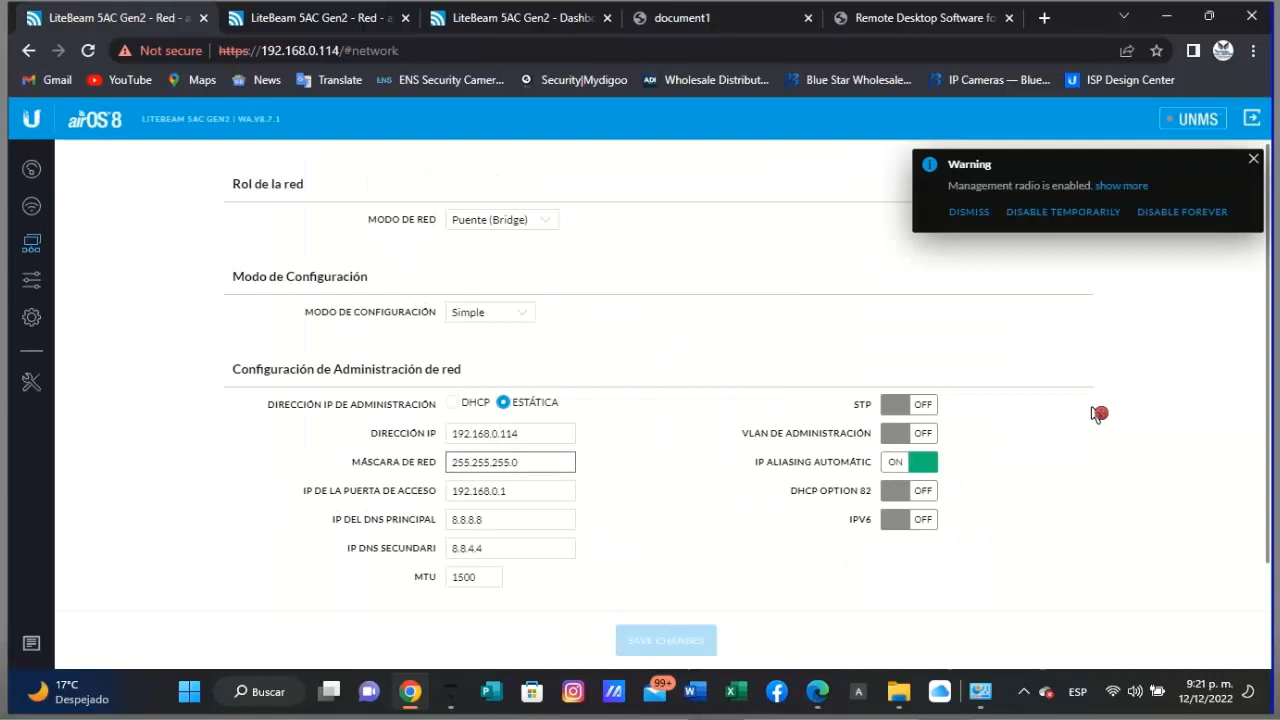 LiteBeam 5AC Gen2 - Red - a
LiteBeam 5AC Gen2 - Red - ai
LiteBeam 5AC Gen2 - Dashbo
document1
Remote Desktop Software fo
Not secure https://192.168.0.114/#network
Gmail YouTube Maps News Translate ENS Security Camer... Security|Mydigoo Wholesale Distribut... Blue Star Wholesale... IP Cameras — Blue... ISP Design Center
airOS 8 LITEBEAM 5AC GEN2 | WA.V8.7.1 UNMS
Warning
Management radio is enabled, show more
DISMISS DISABLE TEMPORARILY DISABLE FOREVER
Rol de la red
MODO DE RED Puente (Bridge)
Modo de Configuración
MODO DE CONFIGURACIÓN Simple
Configuración de Administración de red
DIRECCIÓN IP DE ADMINISTRACIÓN DHCP ESTÁTICA STP OFF
DIRECCIÓN IP 192.168.0.114 VLAN DE ADMINISTRACIÓN OFF
MÁSCARA DE RED 255.255.255.0 IP ALIASING AUTOMÁTIC ON
IP DE LA PUERTA DE ACCESO 192.168.0.1 DHCP OPTION 82 OFF
IP DEL DNS PRINCIPAL 8.8.8.8 IPV6 OFF
IP DNS SECUNDARI 8.8.4.4
MTU 1500
SAVE CHANGES
17°C
Despejado
Buscar
99+
ESP
9:21 p. m.
12/12/2022